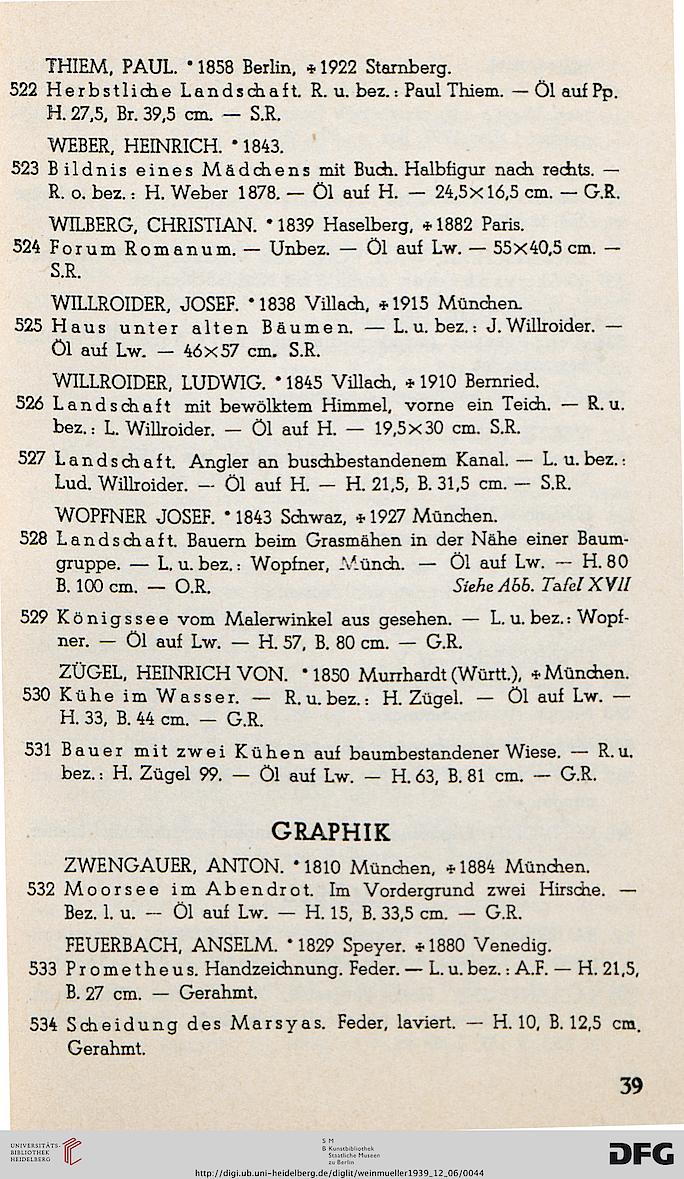 THIEM, PAUL. * 1858 Berlin, + 1922 Starnberg.
522 Herbstliche Landschaft. R. u. bez.: Paul Thiem. — Öl auf Pp.
H. 27,5, Br. 39,5 cm. — S.R.
WEBER, HEINRICH. * 1843.
523 Bildnis eines Mädchens mit Buch. Halbfigur nach rechts. —
R. o. bez.: H. Weber 1878. — Öl auf H. — 24,5×16,5 cm. — G.R.
WILBERG, CHRISTIAN. * 1839 Haselberg, + 1882 Paris.
524 Forum Romanum. — Unbez. — Öl auf Lw. — 55×40,5 cm. —
S.R.
WILLROIDER, JOSEF. * 1838 Villach, + 1915 München.
525 Haus unter alten Bäumen. — L. u. bez.: J. Willroider. —
Öl auf Lw. — 46×57 cm. S.R.
WILLROIDER, LUDWIG. * 1845 Villach, + 1910 Bernried.
526 Landschaft mit bewölktem Himmel, vorne ein Teich. — R. u.
bez.: L. Willroider. — Öl auf H. — 19,5×30 cm. S.R.
527 Landschaft. Angler an buschbestandenem Kanal. — L. u. bez.:
Lud. Willroider. — Öl auf H. — H. 21,5, B. 31,5 cm. — S.R.
WOPFNER JOSEF. * 1843 Schwaz, + 1927 München.
528 Landschaft. Bauern beim Grasmähen in der Nähe einer Baum-
gruppe. — L. u. bez.: Wopfner, Münch. — Öl auf Lw. — H. 80
B. 100 cm. — O.R. Siehe Abb. Tafel XVII
529 Königssee vom Malerwinkel aus gesehen. — L. u. bez.: Wopf-
ner. — Öl auf Lw. — H. 57, B. 80 cm. — G.R.
ZÜGEL, HEINRICH VON. * 1850 Murrhardt (Württ.), + München.
530 Kühe im Wasser. — R. u. bez.: H. Zügel. — Öl auf Lw. —
H. 33, B. 44 cm. — G.R.
531 Bauer mit zwei Kühen auf baumbestandener Wiese. — R. u.
bez.: H. Zügel 99. — Öl auf Lw. — H. 63, B. 81 cm. — G.R.
GRAPHIK
ZWENGAUER, ANTON. * 1810 München, + 1884 München.
532 Moorsee im Abendrot. Im Vordergrund zwei Hirsche. —
Bez. l. u. — Öl auf Lw. — H. 15, B. 33,5 cm. — G.R.
FEUERBACH, ANSELM. * 1829 Speyer. + 1880 Venedig.
533 Prometheus. Handzeichnung. Feder. — L. u. bez.: A.F. — H. 21,5,
B. 27 cm. — Gerahmt.
534 Scheidung des Marsyas. Feder, laviert. — H. 10, B. 12,5 cm.
Gerahmt.
39
UNIVERSITÄTS-
BIBLIOTHEK
HEIDELBERG
S M
B Kunstbibliothek
Staatliche Museen
zu Berlin
DFG
http://digi.ub.uni-heidelberg.de/diglit/weinmueller1939_12_06/0044